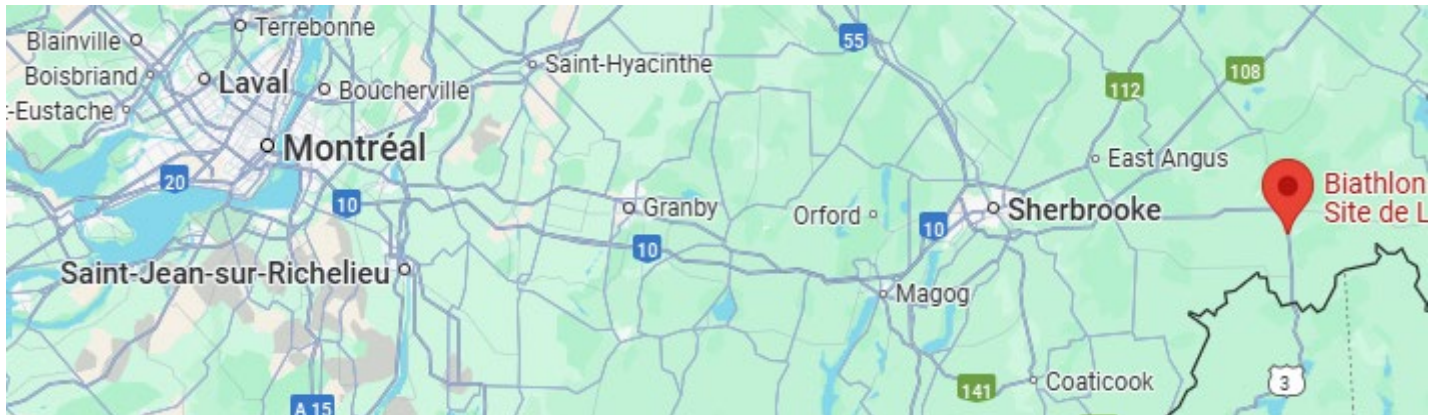 Terrebonne
Blainville
55
Saint-Hyacinthe
Boisbriand
Laval
108
Boucherville
112
-Eustache
Montréal
East Angus
20
Biathlon
10
Granby
Orford
Sherbrooke
Site de L
10
10
Saint-Jean-sur-Richelieu
Magog
3
Coaticook
141
A 15